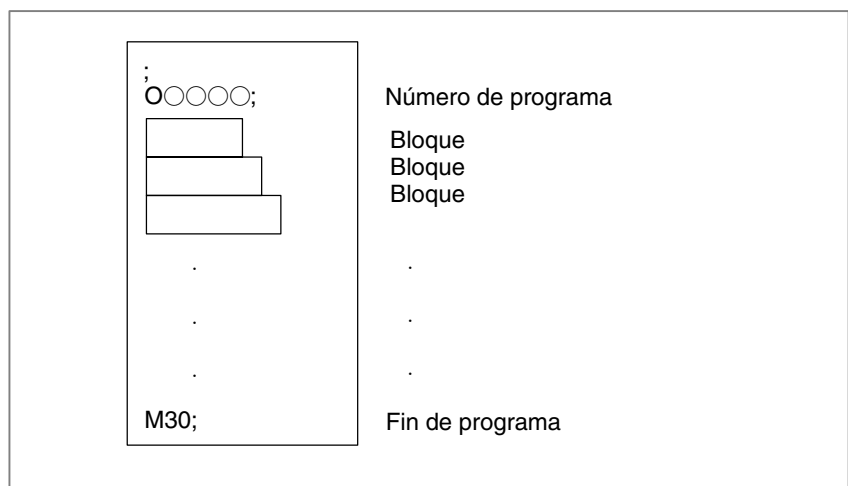 ;
O○○○○; Número de programa
Bloque
Bloque
Bloque
. .
. .
. .
M30; Fin de programa